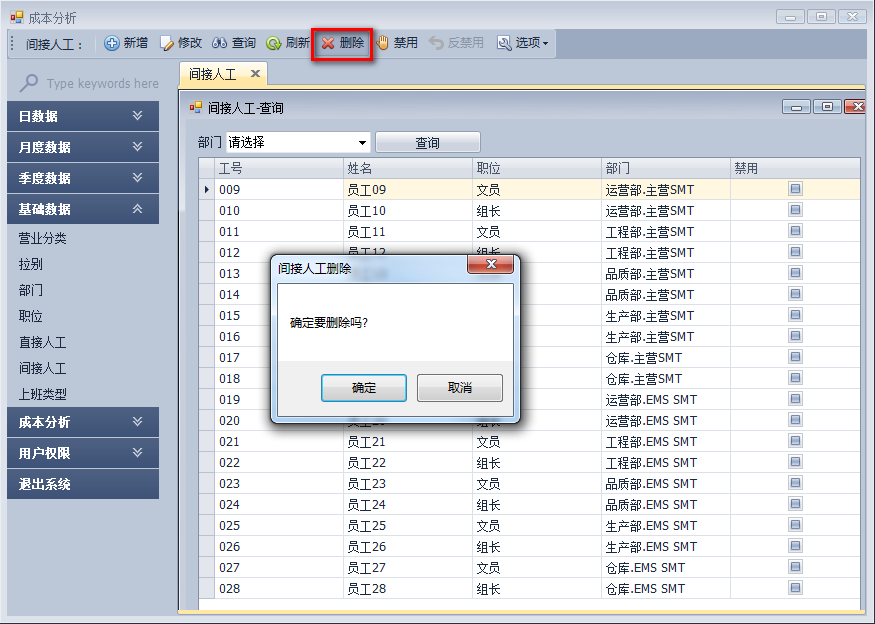 成本分析
间接人工： 新增 修改 查询 刷新 删除 禁用 反禁用 选项
Type keywords here
间接人工
日数据
月度数据
季度数据
基础数据
营业分类
拉别
部门
职位
直接人工
间接人工
上班类型
成本分析
用户权限
退出系统
间接人工-查询
部门 请选择 查询
工号 姓名 职位 部门 禁用
009 员工09 文员 运营部.主营SMT
010 员工10 组长 运营部.主营SMT
011 员工11 文员 工程部.主营SMT
012 员工12 组长 工程部.主营SMT
013 品质部.主营SMT
014 品质部.主营SMT
015 生产部.主营SMT
016 生产部.主营SMT
017 仓库.主营SMT
018 仓库.主营SMT
019 运营部.EMS SMT
020 运营部.EMS SMT
021 员工21 文员 工程部.EMS SMT
022 员工22 组长 工程部.EMS SMT
023 员工23 文员 品质部.EMS SMT
024 员工24 组长 品质部.EMS SMT
025 员工25 文员 生产部.EMS SMT
026 员工26 组长 生产部.EMS SMT
027 员工27 文员 仓库.EMS SMT
028 员工28 组长 仓库.EMS SMT
间接人工删除
确定要删除吗?
确定 取消